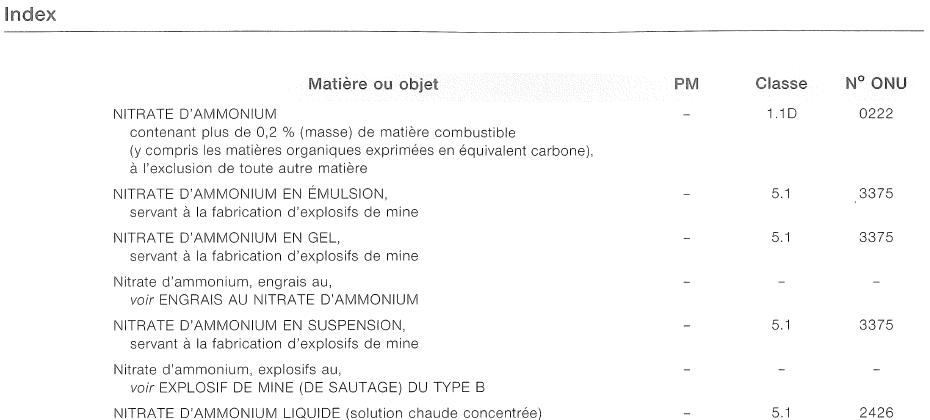 Index
Matière ou objet PM Classe N° ONU
NITRATE D'AMMONIUM – 1.1D 0222
contenant plus de 0,2 % (masse) de matière combustible
(y compris les matières organiques exprimées en équivalent carbone),
à l'exclusion de toute autre matière
NITRATE D'AMMONIUM EN ÉMULSION, – 5.1 3375
servant à la fabrication d'explosifs de mine
NITRATE D'AMMONIUM EN GEL, – 5.1 3375
servant à la fabrication d'explosifs de mine
Nitrate d'ammonium, engrais au, – – –
voir ENGRAIS AU NITRATE D'AMMONIUM
NITRATE D'AMMONIUM EN SUSPENSION, – 5.1 3375
servant à la fabrication d'explosifs de mine
Nitrate d'ammonium, explosifs au, – – –
voir EXPLOSIF DE MINE (DE SAUTAGE) DU TYPE B
NITRATE D'AMMONIUM LIQUIDE (solution chaude concentrée) – 5.1 2426